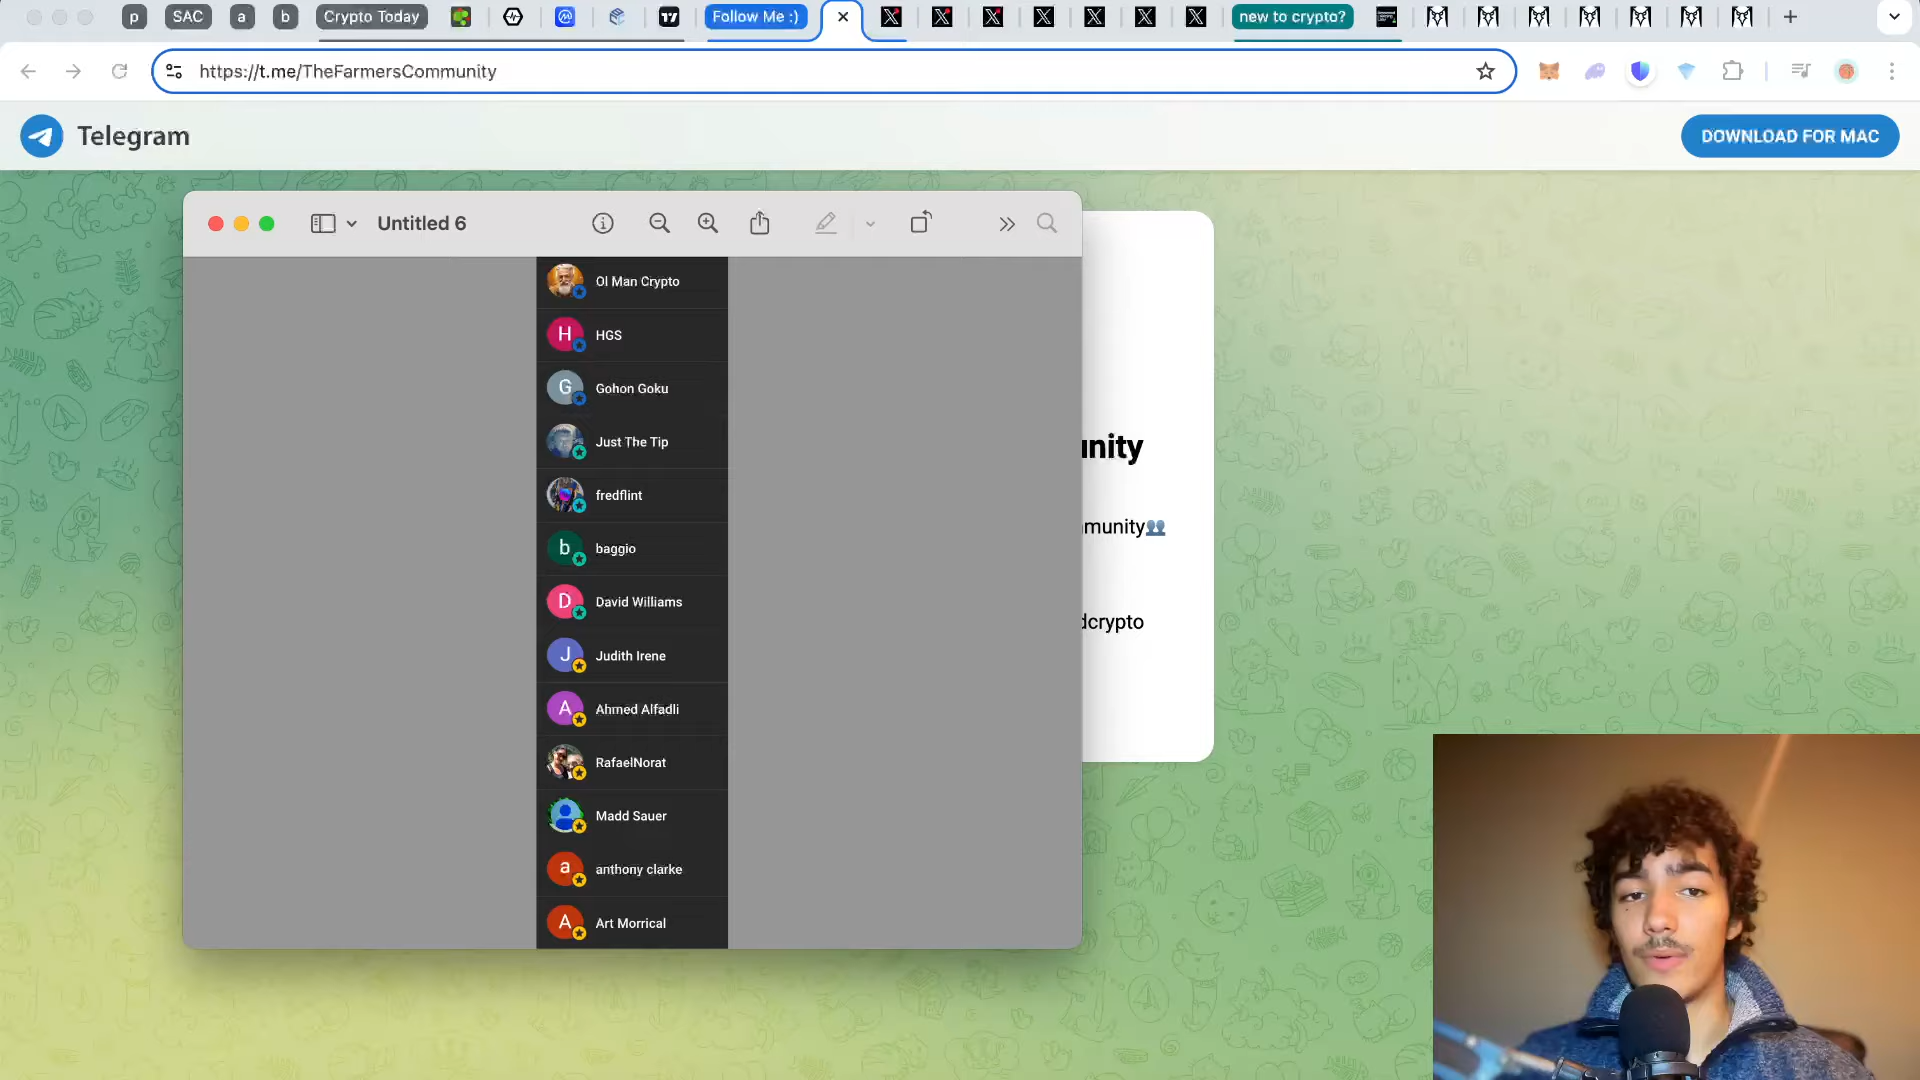 p
SAC
a
b
Crypto Today
Follow Me :)
new to crypto?
https://t.me/TheFarmersCommunity
Telegram
DOWNLOAD FOR MAC
Untitled 6
Ol Man Crypto
H
HGS
G
Gohon Goku
Just The Tip
fredflint
b
baggio
D
David Williams
J
Judith Irene
A
Ahmed Alfadli
RafaelNorat
Madd Sauer
a
anthony clarke
A
Art Morrical
unity
munity
dcrypto